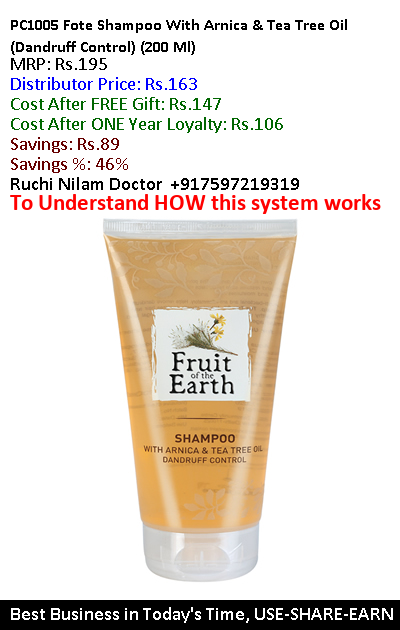 PC1005 Fote Shampoo With Arnica & Tea Tree Oil
(Dandruff Control) (200 Ml)
MRP: Rs.195
Distributor Price: Rs.163
Cost After FREE Gift: Rs.147
Cost After ONE Year Loyalty: Rs.106
Savings: Rs.89
Savings %: 46%
Ruchi Nilam Doctor +917597219319
To Understand HOW this system works
Fruit
of the
Earth
SHAMPOO
WITH ARNICA & TEA TREE OIL
DANDRUFF CONTROL
Best Business in Today's Time, USE-SHARE-EARN